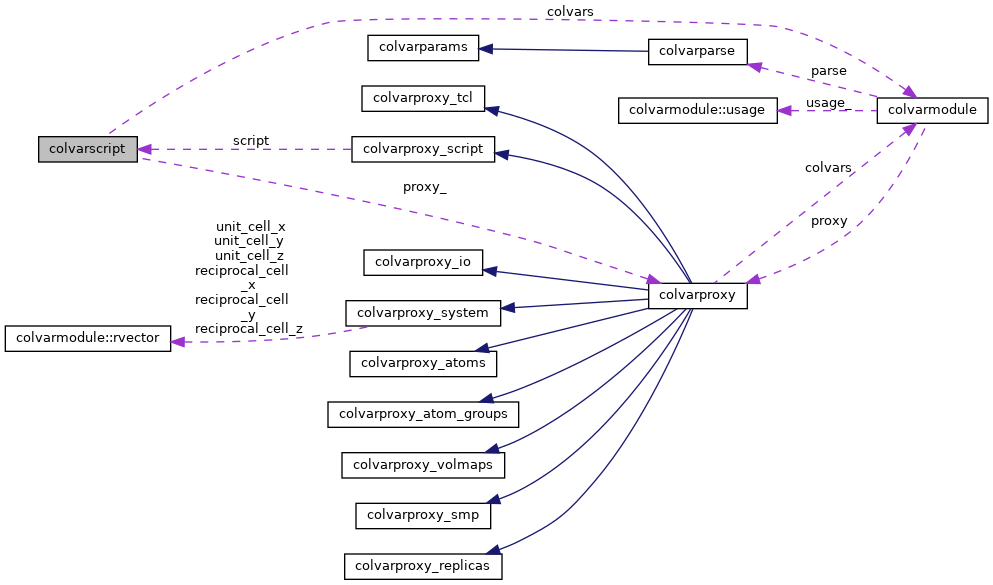 colvars
colvarparams
colvarparse
parse
colvarproxy_tcl
colvarmodule::usage
usage_
colvarmodule
colvarscript
script
colvarproxy_script
colvars
proxy_
proxy
unit_cell_x
unit_cell_y
unit_cell_z
reciprocal_cell
_x
reciprocal_cell
_y
reciprocal_cell_z
colvarproxy_io
colvarproxy
colvarproxy_system
colvarmodule::rvector
colvarproxy_atoms
colvarproxy_atom_groups
colvarproxy_volmaps
colvarproxy_smp
colvarproxy_replicas